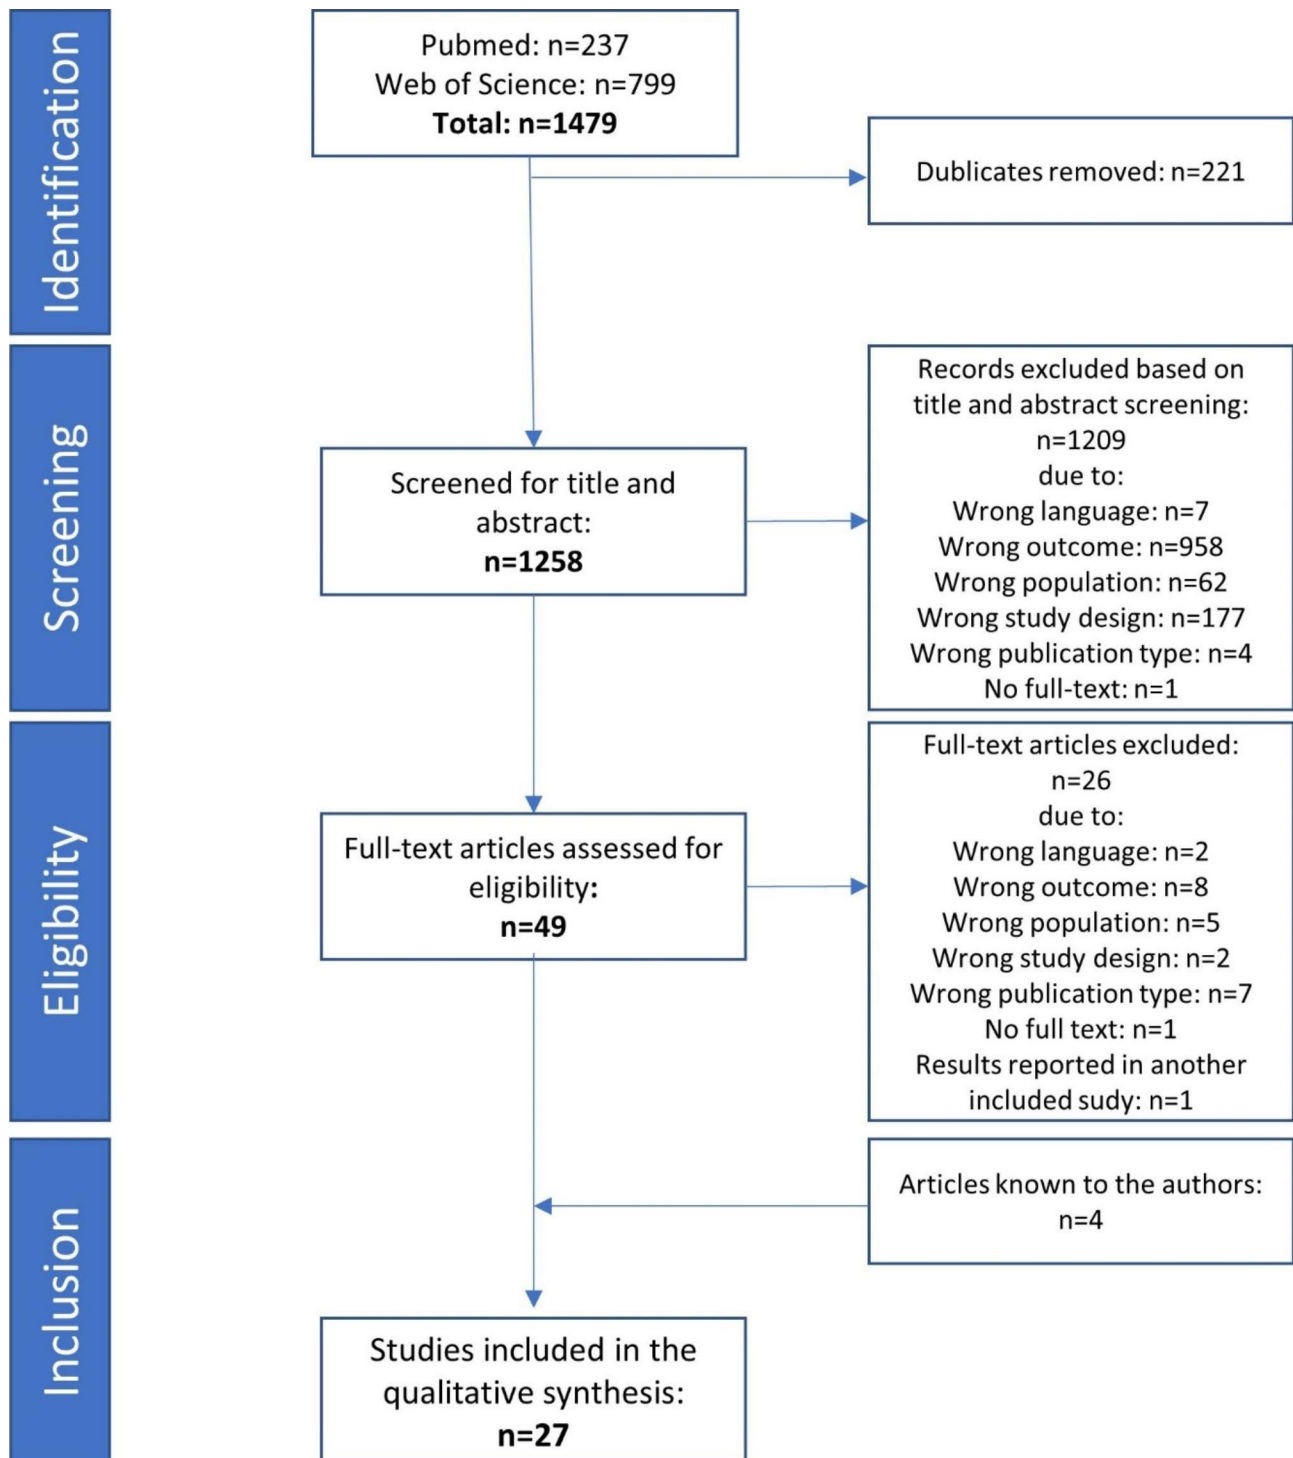 Identification
Pubmed: n=237
Web of Science: n=799
Total: n=1479
Dublicates removed: n=221
Screening
Screened for title and
abstract:
n=1258
Records excluded based on
title and abstract screening:
n=1209
due to:
Wrong language: n=7
Wrong outcome: n=958
Wrong population: n=62
Wrong study design: n=177
Wrong publication type: n=4
No full-text: n=1
Eligibility
Full-text articles assessed for
eligibility:
n=49
Full-text articles excluded:
n=26
due to:
Wrong language: n=2
Wrong outcome: n=8
Wrong population: n=5
Wrong study design: n=2
Wrong publication type: n=7
No full text: n=1
Results reported in another
included sudy: n=1
Inclusion
Articles known to the authors:
n=4
Studies included in the
qualitative synthesis:
n=27